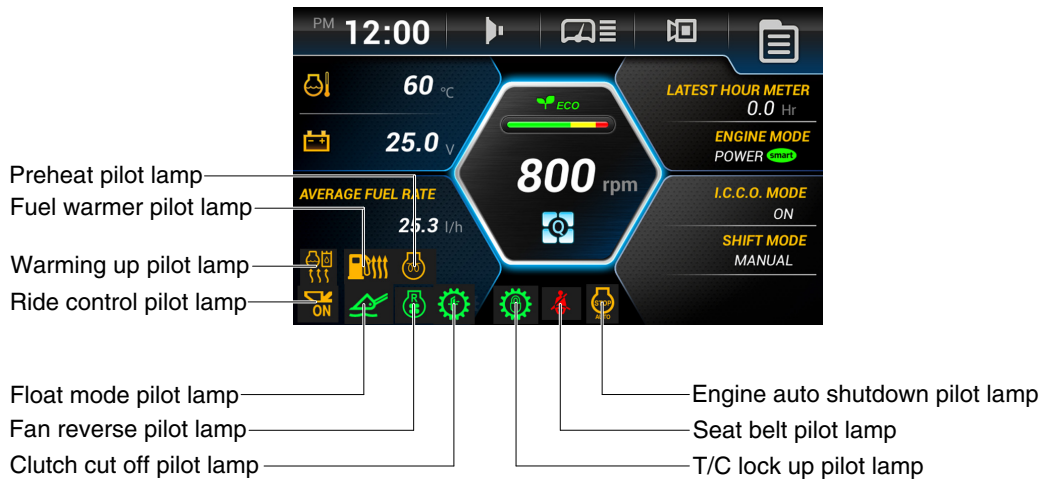 PM 12:00
60 °C
25.0 V
AVERAGE FUEL RATE
25.3 l/h
ECO
800 rpm
Q
LATEST HOUR METER
0.0 Hr
ENGINE MODE
POWER smart
I.C.C.O. MODE
ON
SHIFT MODE
MANUAL
ON
R
STOP
AUTO
Preheat pilot lamp
Fuel warmer pilot lamp
Warming up pilot lamp
Ride control pilot lamp
Float mode pilot lamp
Fan reverse pilot lamp
Clutch cut off pilot lamp
Engine auto shutdown pilot lamp
Seat belt pilot lamp
T/C lock up pilot lamp